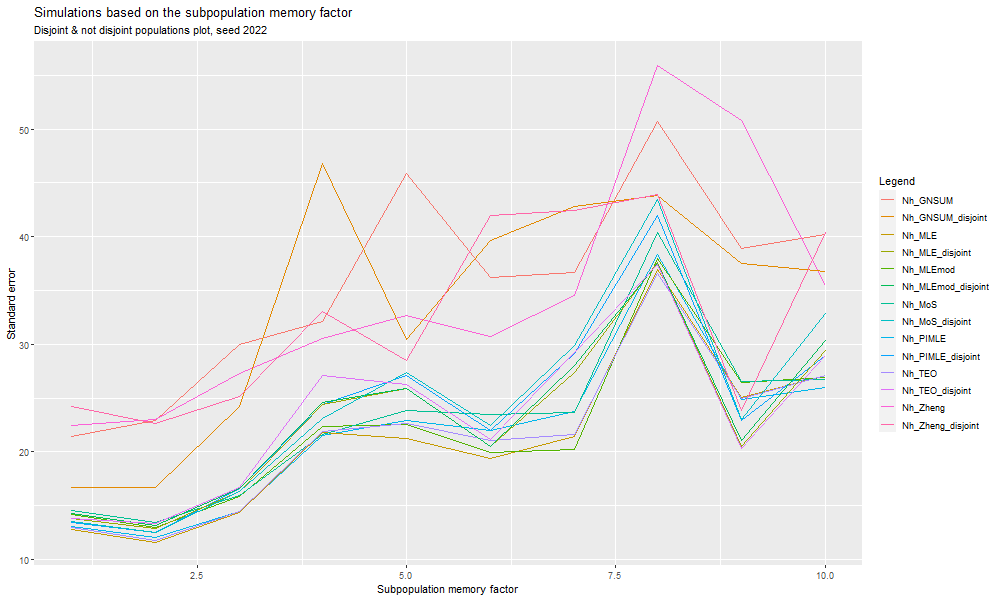 Simulations based on the subpopulation memory factor
Disjoint & not disjoint populations plot, seed 2022
Standard error
50
40
30
20
10
2.5
5.0
7.5
10.0
Subpopulation memory factor
Legend
Nh_GNSUM
Nh_GNSUM_disjoint
Nh_MLE
Nh_MLE_disjoint
Nh_MLEmod
Nh_MLEmod_disjoint
Nh_MoS
Nh_MoS_disjoint
Nh_PIMLE
Nh_PIMLE_disjoint
Nh_TEO
Nh_TEO_disjoint
Nh_Zheng
Nh_Zheng_disjoint